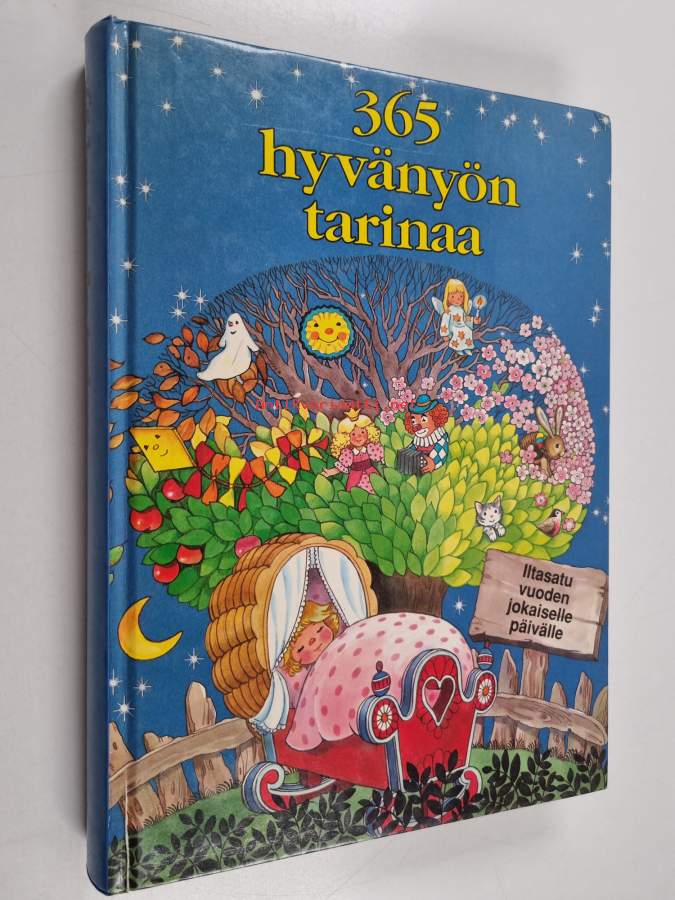 365
hyvänyön
tarinaa
Iltasatu
vuoden
jokaiselle
päivälle